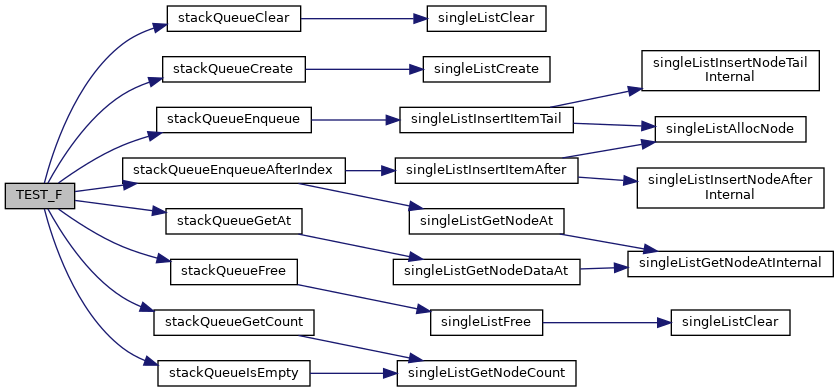 TEST_F
stackQueueClear
stackQueueCreate
stackQueueEnqueue
stackQueueEnqueueAfterIndex
stackQueueGetAt
stackQueueFree
stackQueueGetCount
stackQueueIsEmpty
singleListClear
singleListCreate
singleListInsertItemTail
singleListInsertItemAfter
singleListGetNodeAt
singleListGetNodeDataAt
singleListFree
singleListGetNodeCount
singleListInsertNodeTail
Internal
singleListAllocNode
singleListInsertNodeAfter
Internal
singleListGetNodeAtInternal
singleListClear